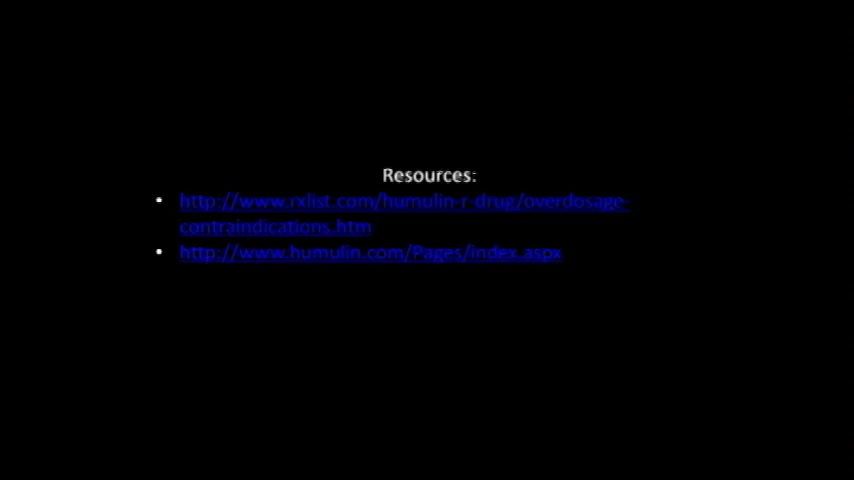 Resources:
• http://www.rxlist.com/humulin-r-drug/overdosage-
contraindications.htm
• http://www.humulin.com/Pages/index.aspx